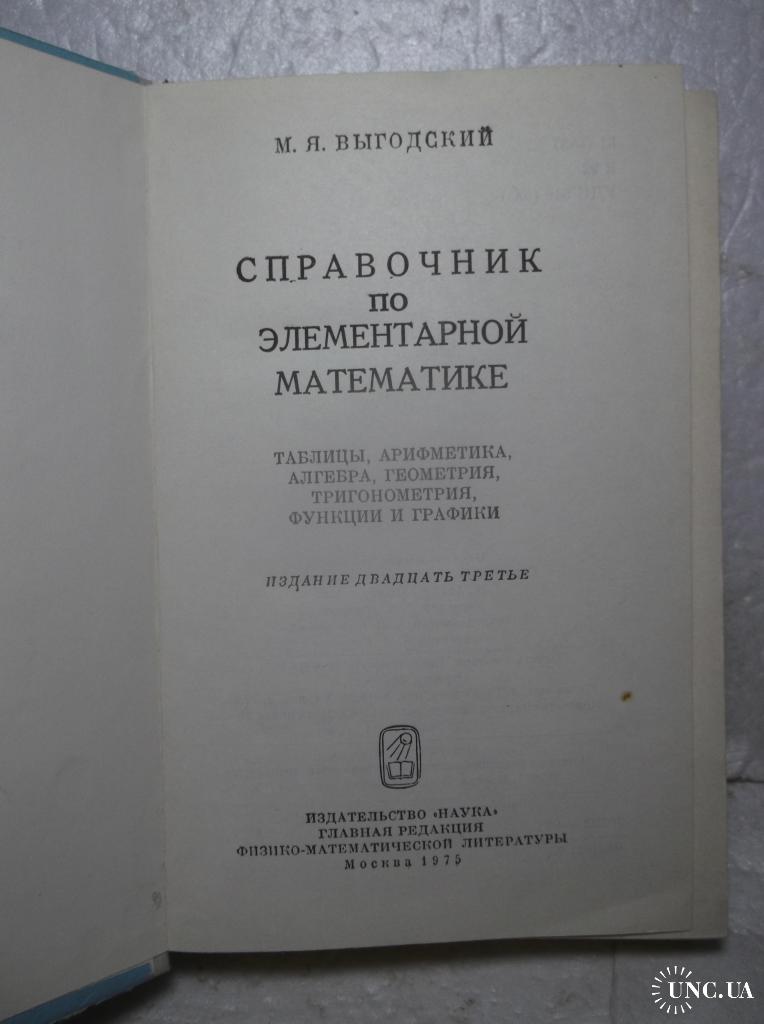 М. Я. ВЫГОДСКИЙ
СПРАВОЧНИК
ПО
ЭЛЕМЕНТАРНОЙ
МАТЕМАТИКЕ
ТАБЛИЦЫ, АРИФМЕТИКА,
АЛГЕБРА, ГЕОМЕТРИЯ,
ТРИГОНОМЕТРИЯ,
ФУНКЦИИ И ГРАФИКИ
ИЗДАНИЕ ДВАДЦАТЬ ТРЕТЬЕ
ИЗДАТЕЛЬСТВО «НАУКА»
ГЛАВНАЯ РЕДАКЦИЯ
ФИЗИКО-МАТЕМАТИЧЕСКОЙ ЛИТЕРАТУРЫ
Москва 1975
UNC.UA